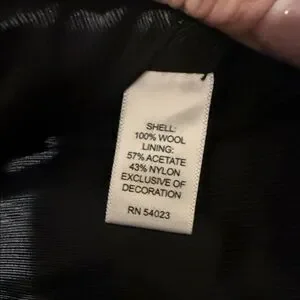 SHELL:
100% WOOL
LINING:
57% ACETATE
43% NYLON
EXCLUSIVE OF
DECORATION
RN 54023